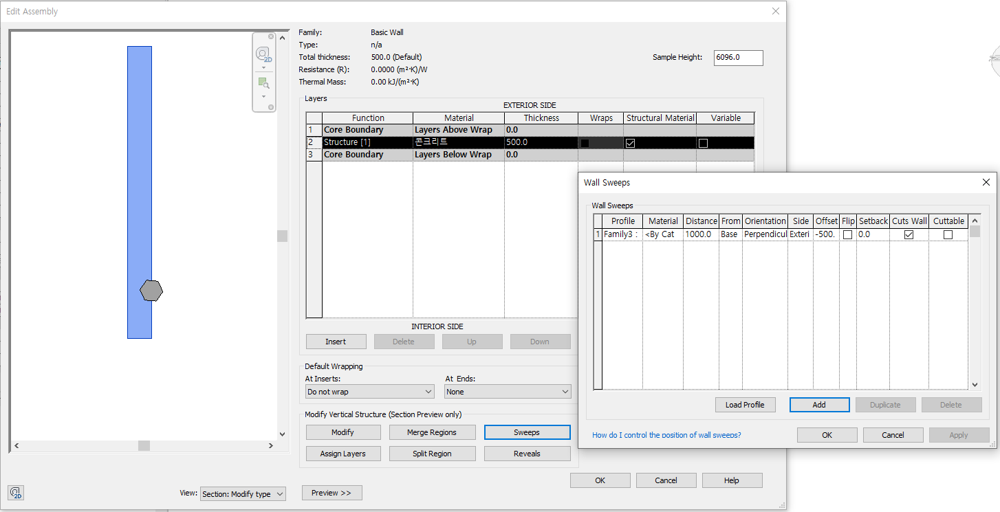 Edit Assembly
2D
Family: Basic Wall
Type: n/a
Total thickness: 500.0 (Default)
Resistance (R): 0.0000 (m²·K)/W
Thermal Mass: 0.00 kJ/(m²·K)
Sample Height: 6096.0
Layers
EXTERIOR SIDE
Function Material Thickness Wraps Structural Material Variable
1 Core Boundary Layers Above Wrap 0.0
2 Structure [1] 콘크리트 500.0
3 Core Boundary Layers Below Wrap 0.0
INTERIOR SIDE
Insert Delete Up Down
Default Wrapping
At Inserts: At Ends:
Do not wrap None
Modify Vertical Structure (Section Preview only)
Modify Merge Regions Sweeps
Assign Layers Split Region Reveals
OK Cancel Help
2D
View: Section: Modify type Preview >>
Wall Sweeps
Wall Sweeps
Profile Material Distance From Orientation Side Offset Flip Setback Cuts Wall Cuttable
1 Family3 : <By Cat 1000.0 Base Perpendicul Exteri -500. 0.0
Load Profile Add Duplicate Delete
How do I control the position of wall sweeps?
OK Cancel Apply